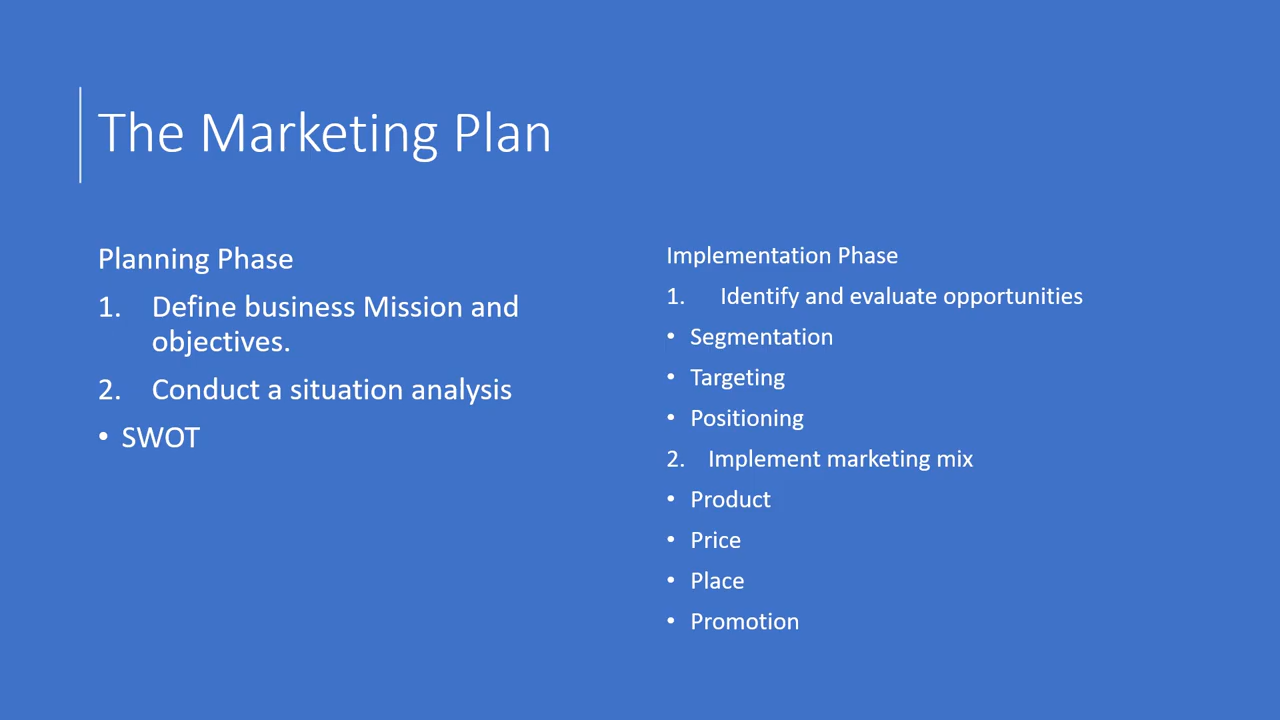 The Marketing Plan
Planning Phase
1. Define business Mission and
objectives.
2. Conduct a situation analysis
• SWOT
Implementation Phase
1. Identify and evaluate opportunities
• Segmentation
• Targeting
• Positioning
2. Implement marketing mix
• Product
• Price
• Place
• Promotion